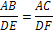 AB/DE = AC/DF